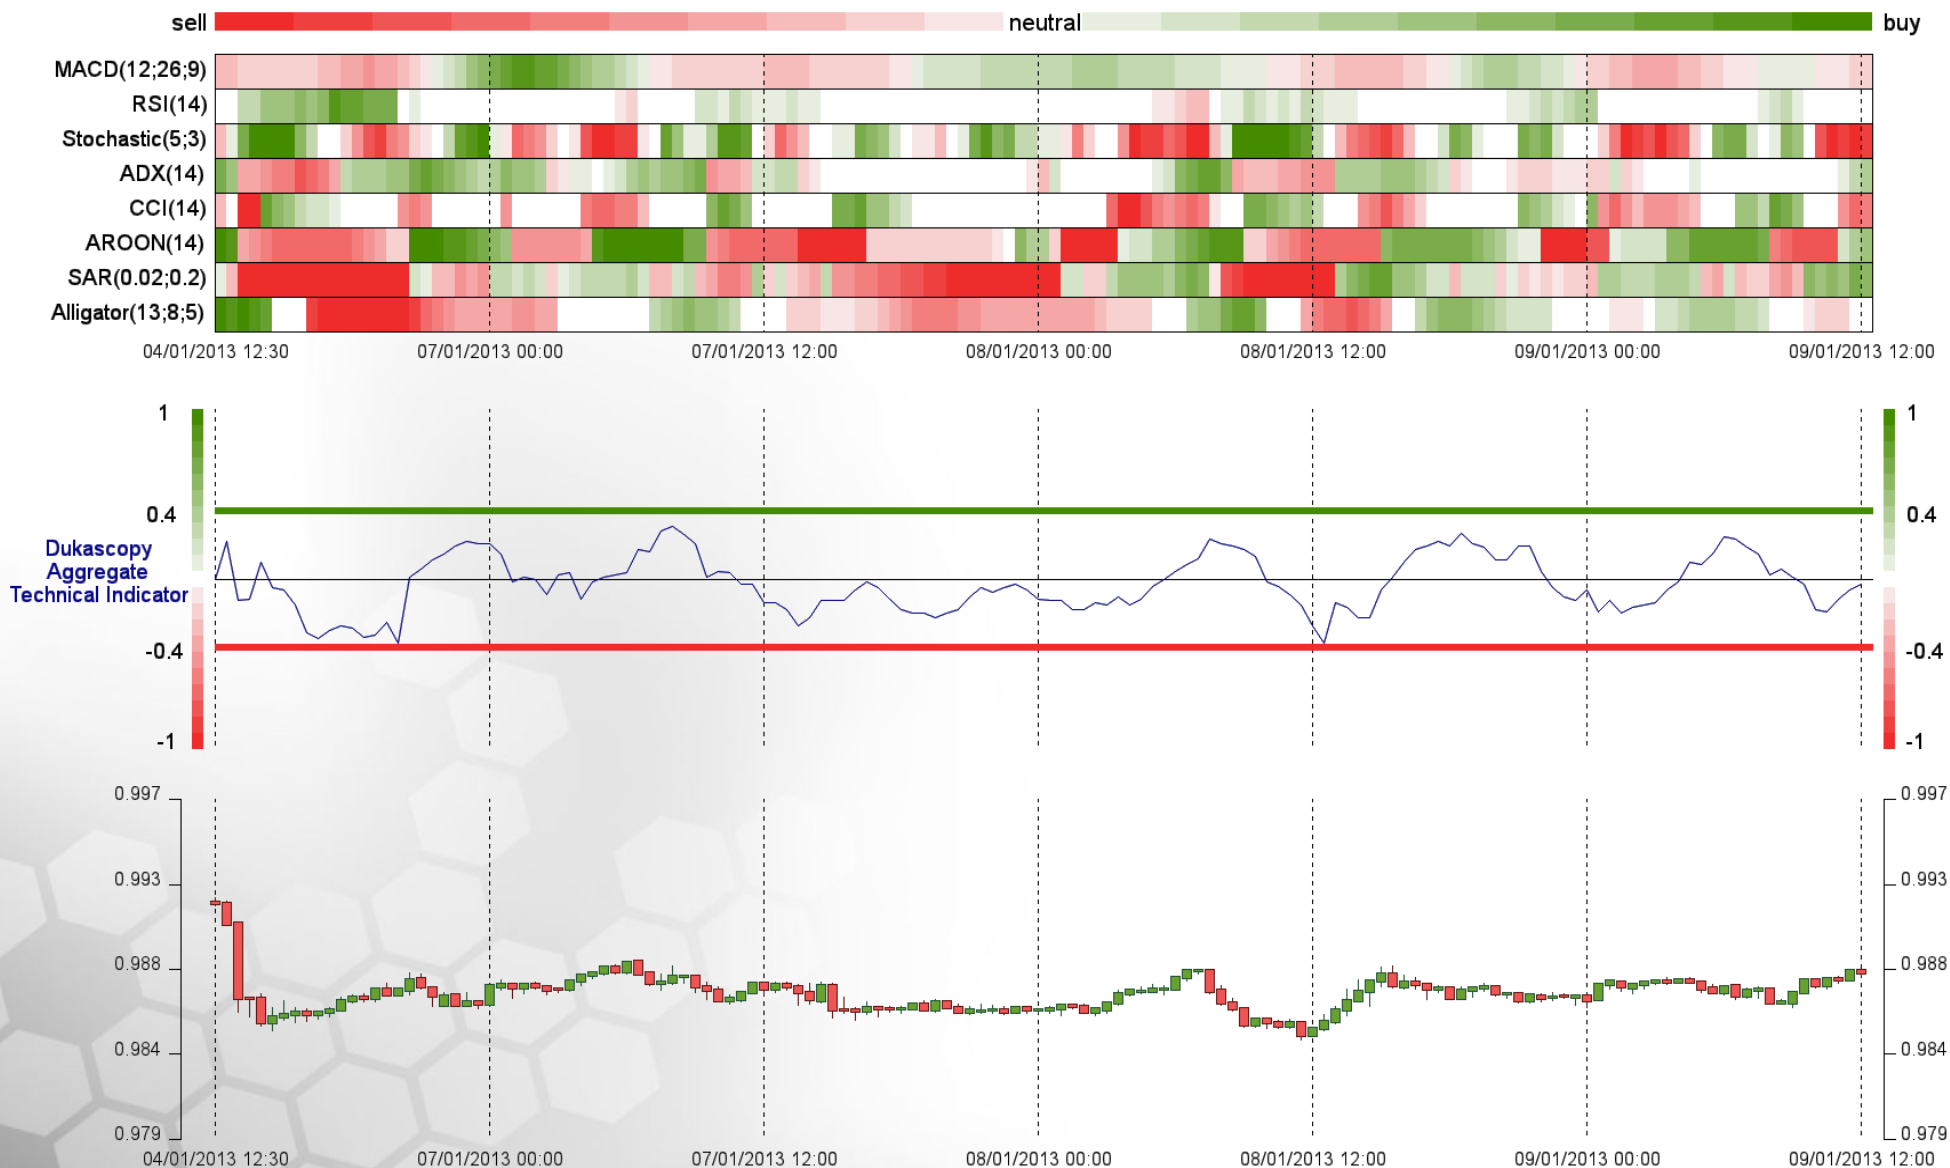 sell neutral buy
MACD(12;26;9)
RSI(14)
Stochastic(5;3)
ADX(14)
CCI(14)
AROON(14)
SAR(0.02;0.2)
Alligator(13;8;5)
04/01/2013 12:30 07/01/2013 00:00 07/01/2013 12:00 08/01/2013 00:00 08/01/2013 12:00 09/01/2013 00:00 09/01/2013 12:00
1 1
0.4 0.4
Dukascopy
Aggregate
Technical Indicator
-0.4 -0.4
-1 -1
0.997 0.997
0.993 0.993
0.988 0.988
0.984 0.984
0.979 0.979
04/01/2013 12:30 07/01/2013 00:00 07/01/2013 12:00 08/01/2013 00:00 08/01/2013 12:00 09/01/2013 00:00 09/01/2013 12:00